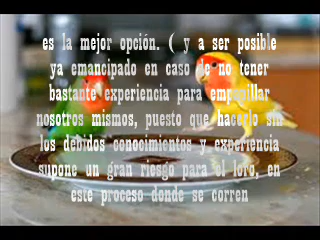 es la mejor opción. ( y a ser posible
ya emancipado en caso de no tener
bastante experiencia para empapillar
nosotros mismos, puesto que hacerlo sin
los debidos conocimientos y experiencia
supone un gran riesgo para el loro, en
este proceso donde se corren